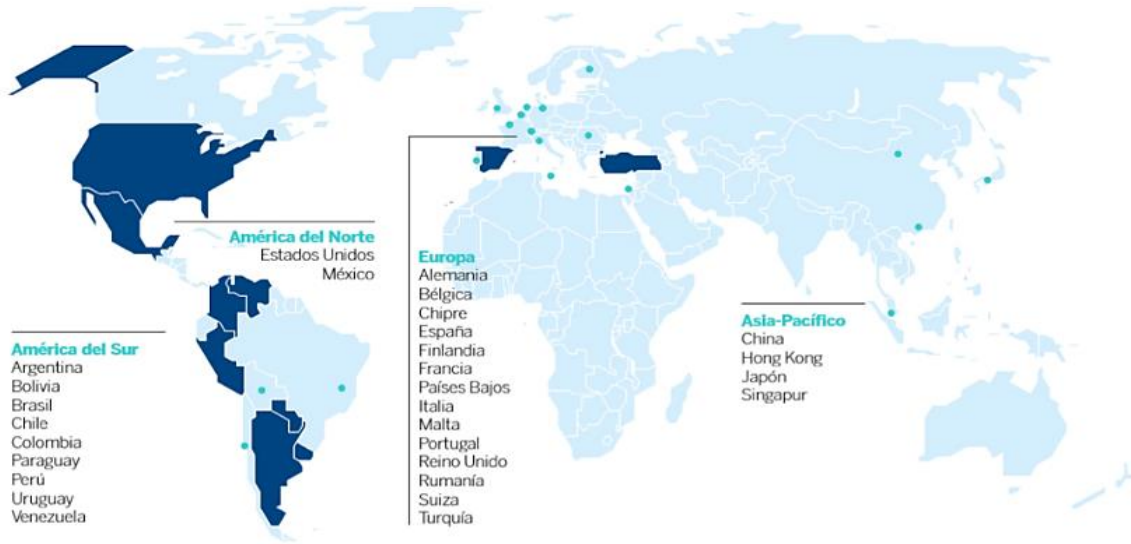 América del Norte
Estados Unidos
México
América del Sur
Argentina
Bolivia
Brasil
Chile
Colombia
Paraguay
Perú
Uruguay
Venezuela
Europa
Alemania
Bélgica
Chipre
España
Finlandia
Francia
Países Bajos
Italia
Malta
Portugal
Reino Unido
Rumanía
Suiza
Turquía
Asia-Pacífico
China
Hong Kong
Japón
Singapur